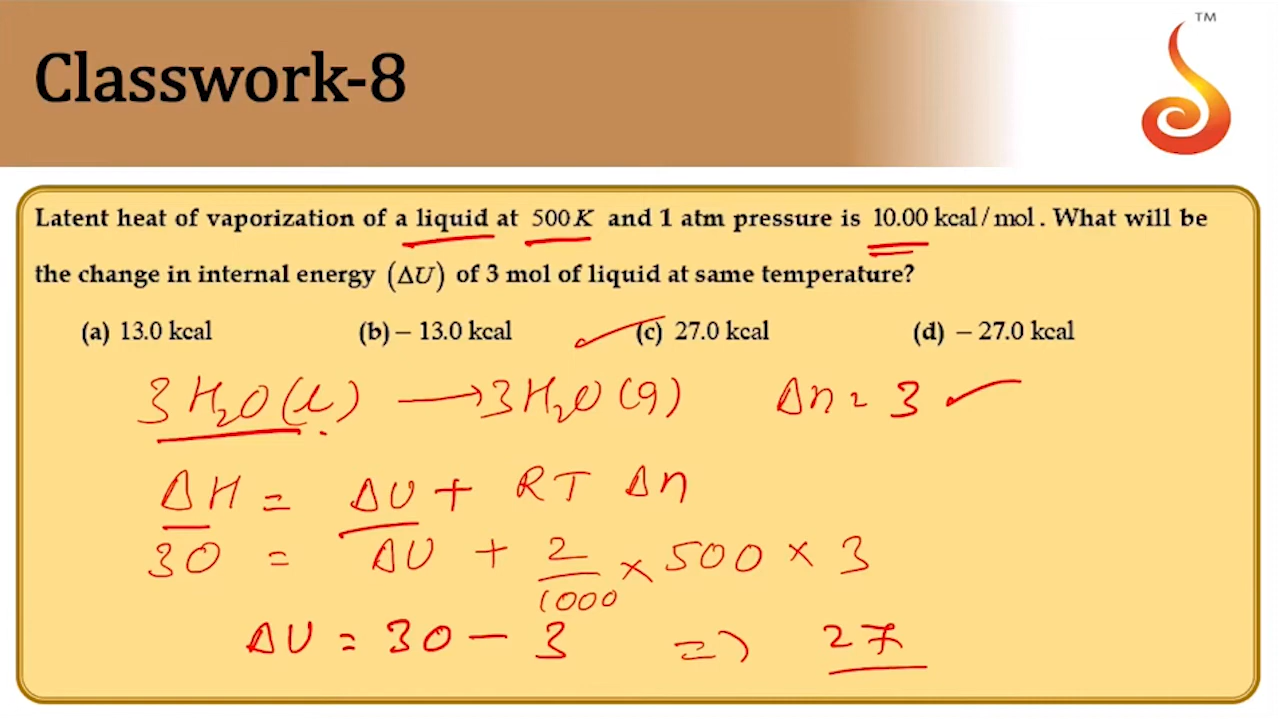 TM
Classwork-8
Latent heat of vaporization of a liquid at 500K and 1 atm pressure is 10.00 kcal/mol. What will be
the change in internal energy (ΔU) of 3 mol of liquid at same temperature?
(a) 13.0 kcal (b) – 13.0 kcal (c) 27.0 kcal (d) – 27.0 kcal
3 H₂O(l) → 3H₂O(g) Δn = 3
ΔH = ΔU + RT Δn
30 = ΔU + 2/1000 × 500 × 3
ΔU = 30 – 3 ⇒ 27